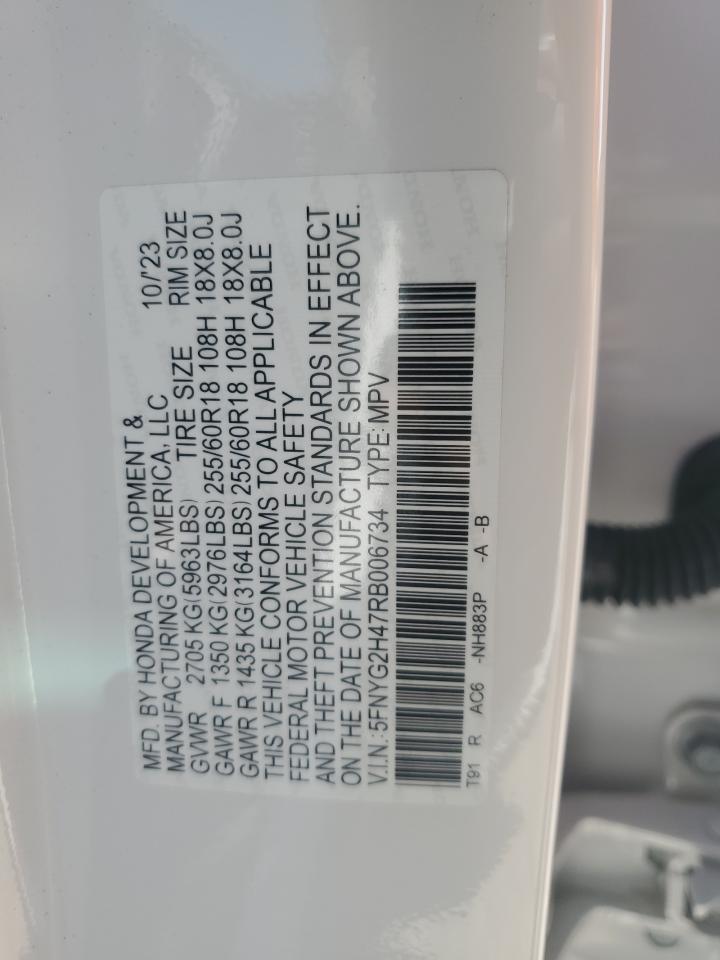 MFD. BY HONDA DEVELOPMENT &
MANUFACTURING OF AMERICA, LLC 10/'23
GVWR 2705 KG(5963LBS) TIRE SIZE RIM SIZE
GAWR F 1350 KG(2976LBS) 255/60R18 108H 18X8.0J
GAWR R 1435 KG(3164LBS) 255/60R18 108H 18X8.0J
THIS VEHICLE CONFORMS TO ALL APPLICABLE
FEDERAL MOTOR VEHICLE SAFETY
AND THEFT PREVENTION STANDARDS IN EFFECT
ON THE DATE OF MANUFACTURE SHOWN ABOVE.
V.I.N.:5FNYG2H47RB006734 TYPE:MPV
T91 R AC6 -NH883P -A -B